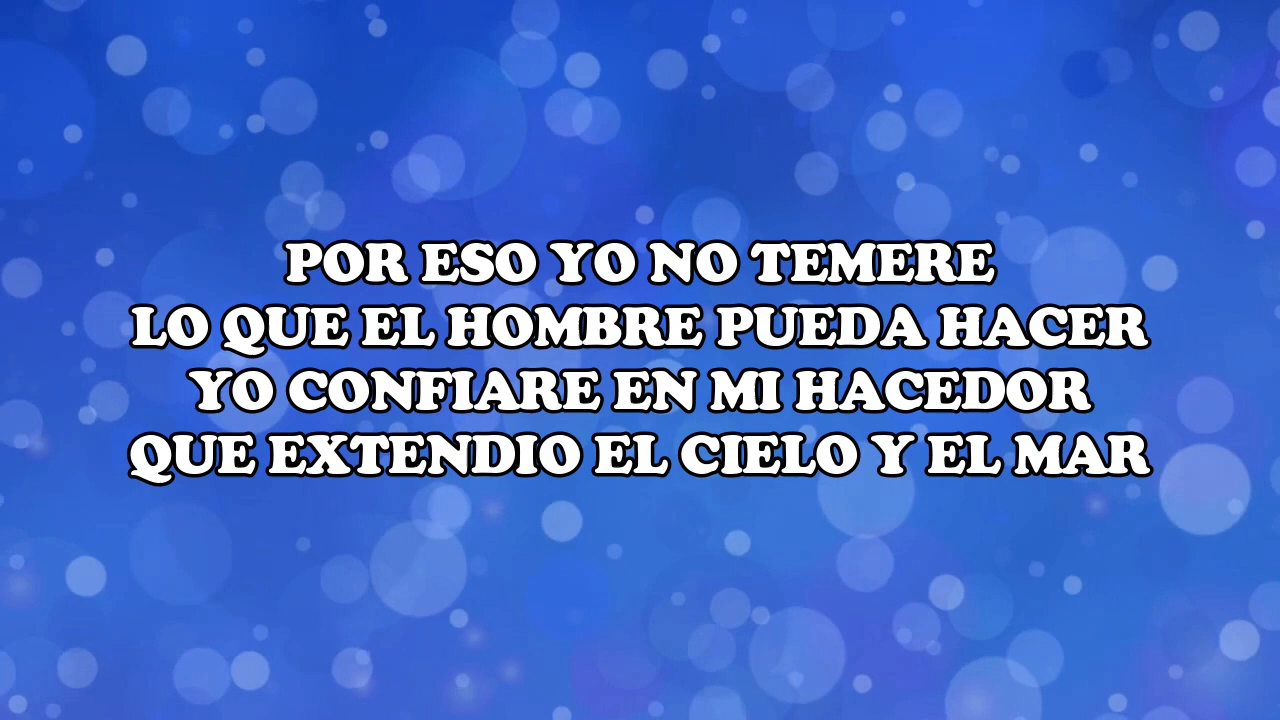 POR ESO YO NO TEMERE
LO QUE EL HOMBRE PUEDA HACER
YO CONFIARE EN MI HACEDOR
QUE EXTENDIO EL CIELO Y EL MAR